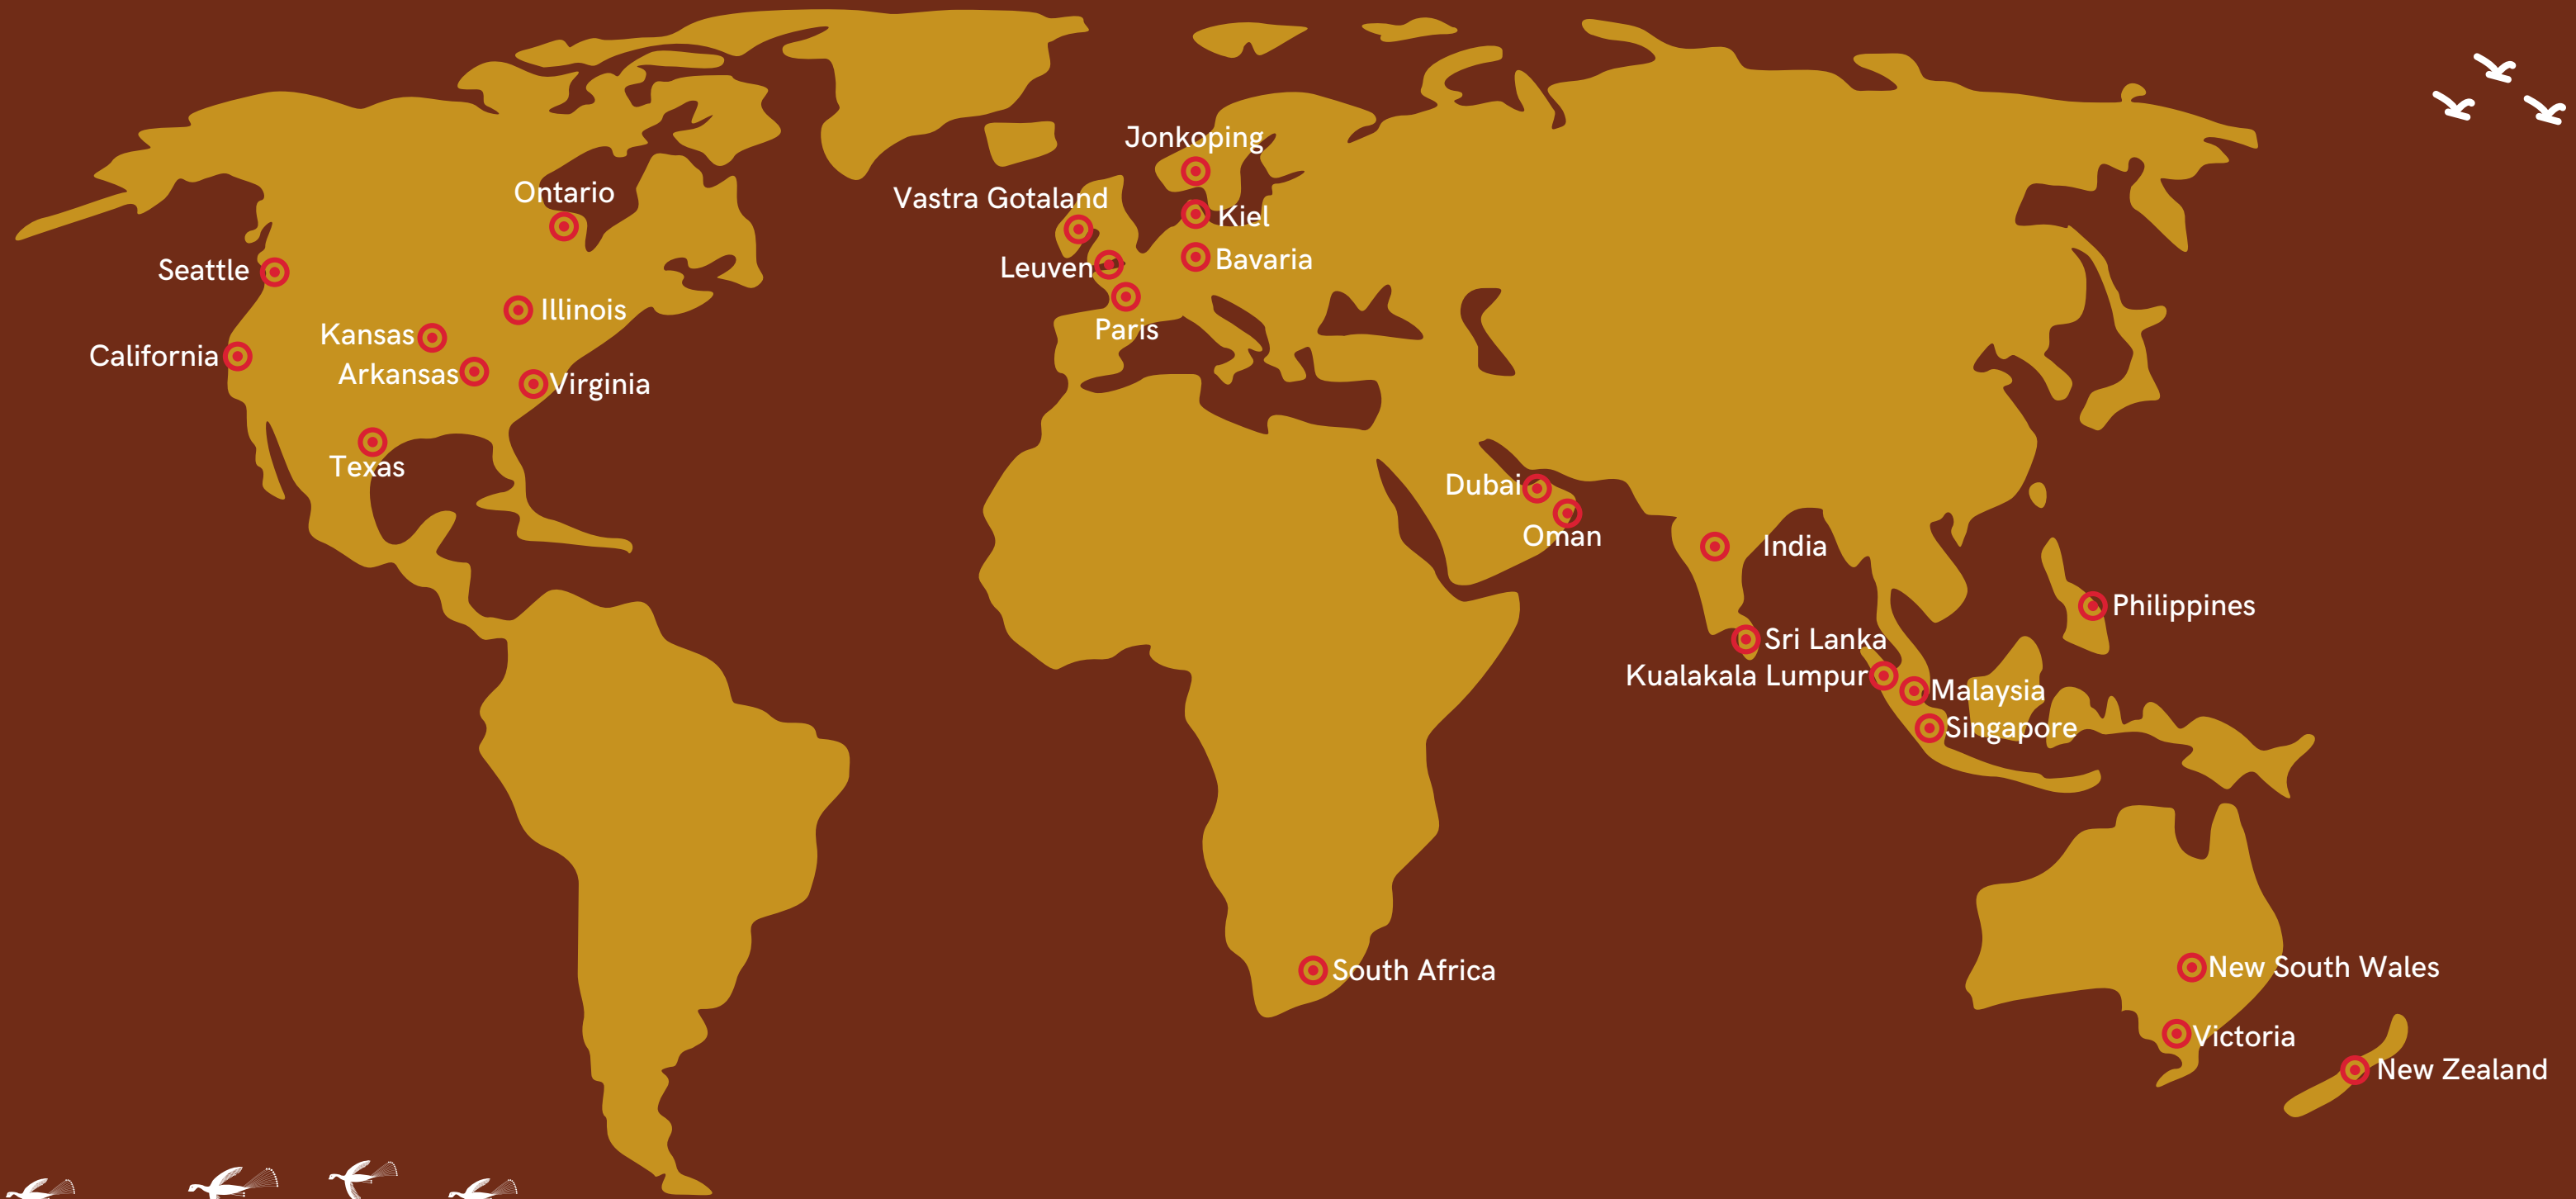 Jonkoping
Ontario
Vastra Gotaland
Kiel
Bavaria
Seattle
Leuven
Illinois
Paris
Kansas
California
Arkansas
Virginia
Texas
Dubai
Oman
India
Philippines
Sri Lanka
Kualakala Lumpur
Malaysia
Singapore
South Africa
New South Wales
Victoria
New Zealand